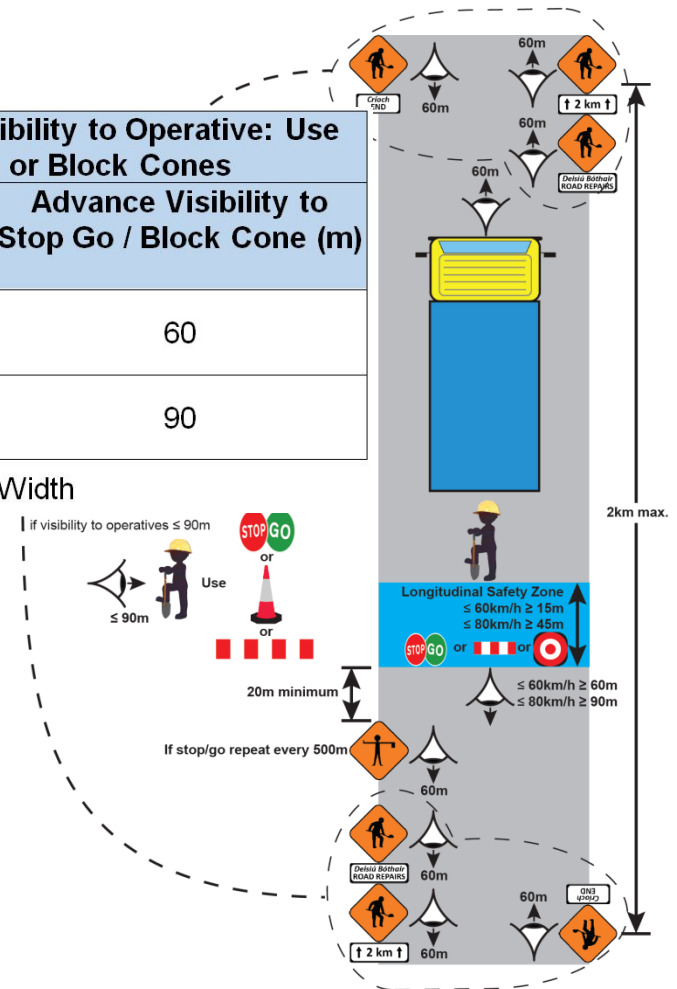 60m
60m
Críoch
END
↑ 2 km ↑
60m
Deisiú Bóthair
ROAD REPAIRS
60m
ibility to Operative: Use
or Block Cones
Advance Visibility to
Stop Go / Block Cone (m)
60
90
Width
if visibility to operatives ≤ 90m
STOP GO
or
Use
≤ 90m
or
2km max.
Longitudinal Safety Zone
≤ 60km/h ≥ 15m
≤ 80km/h ≥ 45m
STOP GO or or
20m minimum
≤ 60km/h ≥ 60m
≤ 80km/h ≥ 90m
If stop/go repeat every 500m
60m
Deisiú Bóthair
ROAD REPAIRS
60m
↑ 2 km ↑
60m
60m
Críoch
END